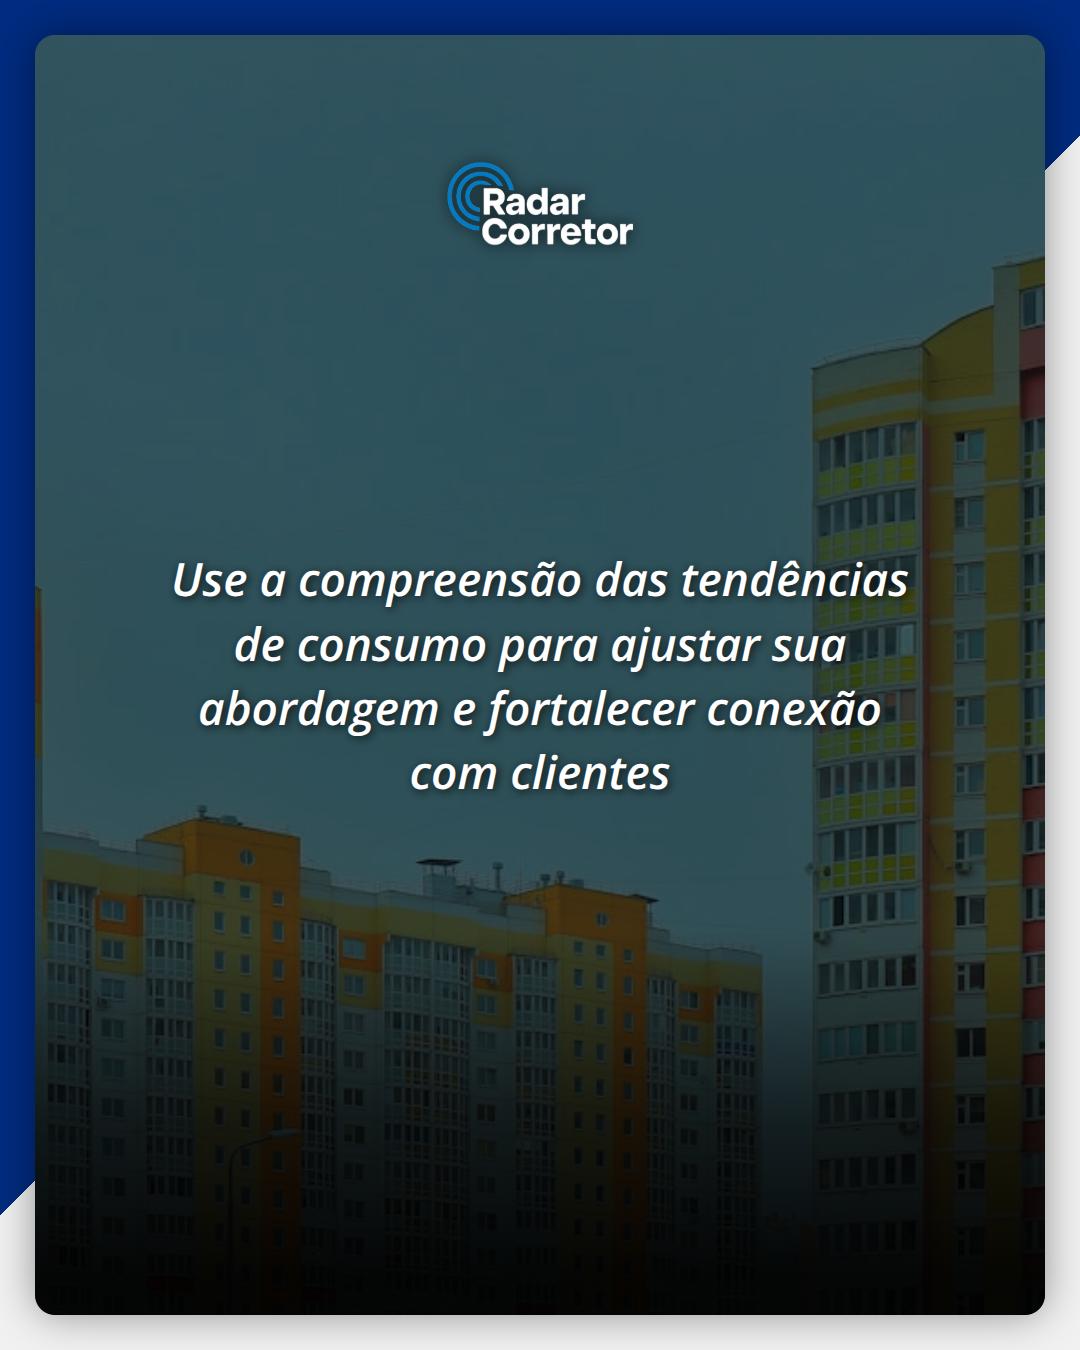 Radar
Corretor
Use a compreensão das tendências
de consumo para ajustar sua
abordagem e fortalecer conexão
com clientes